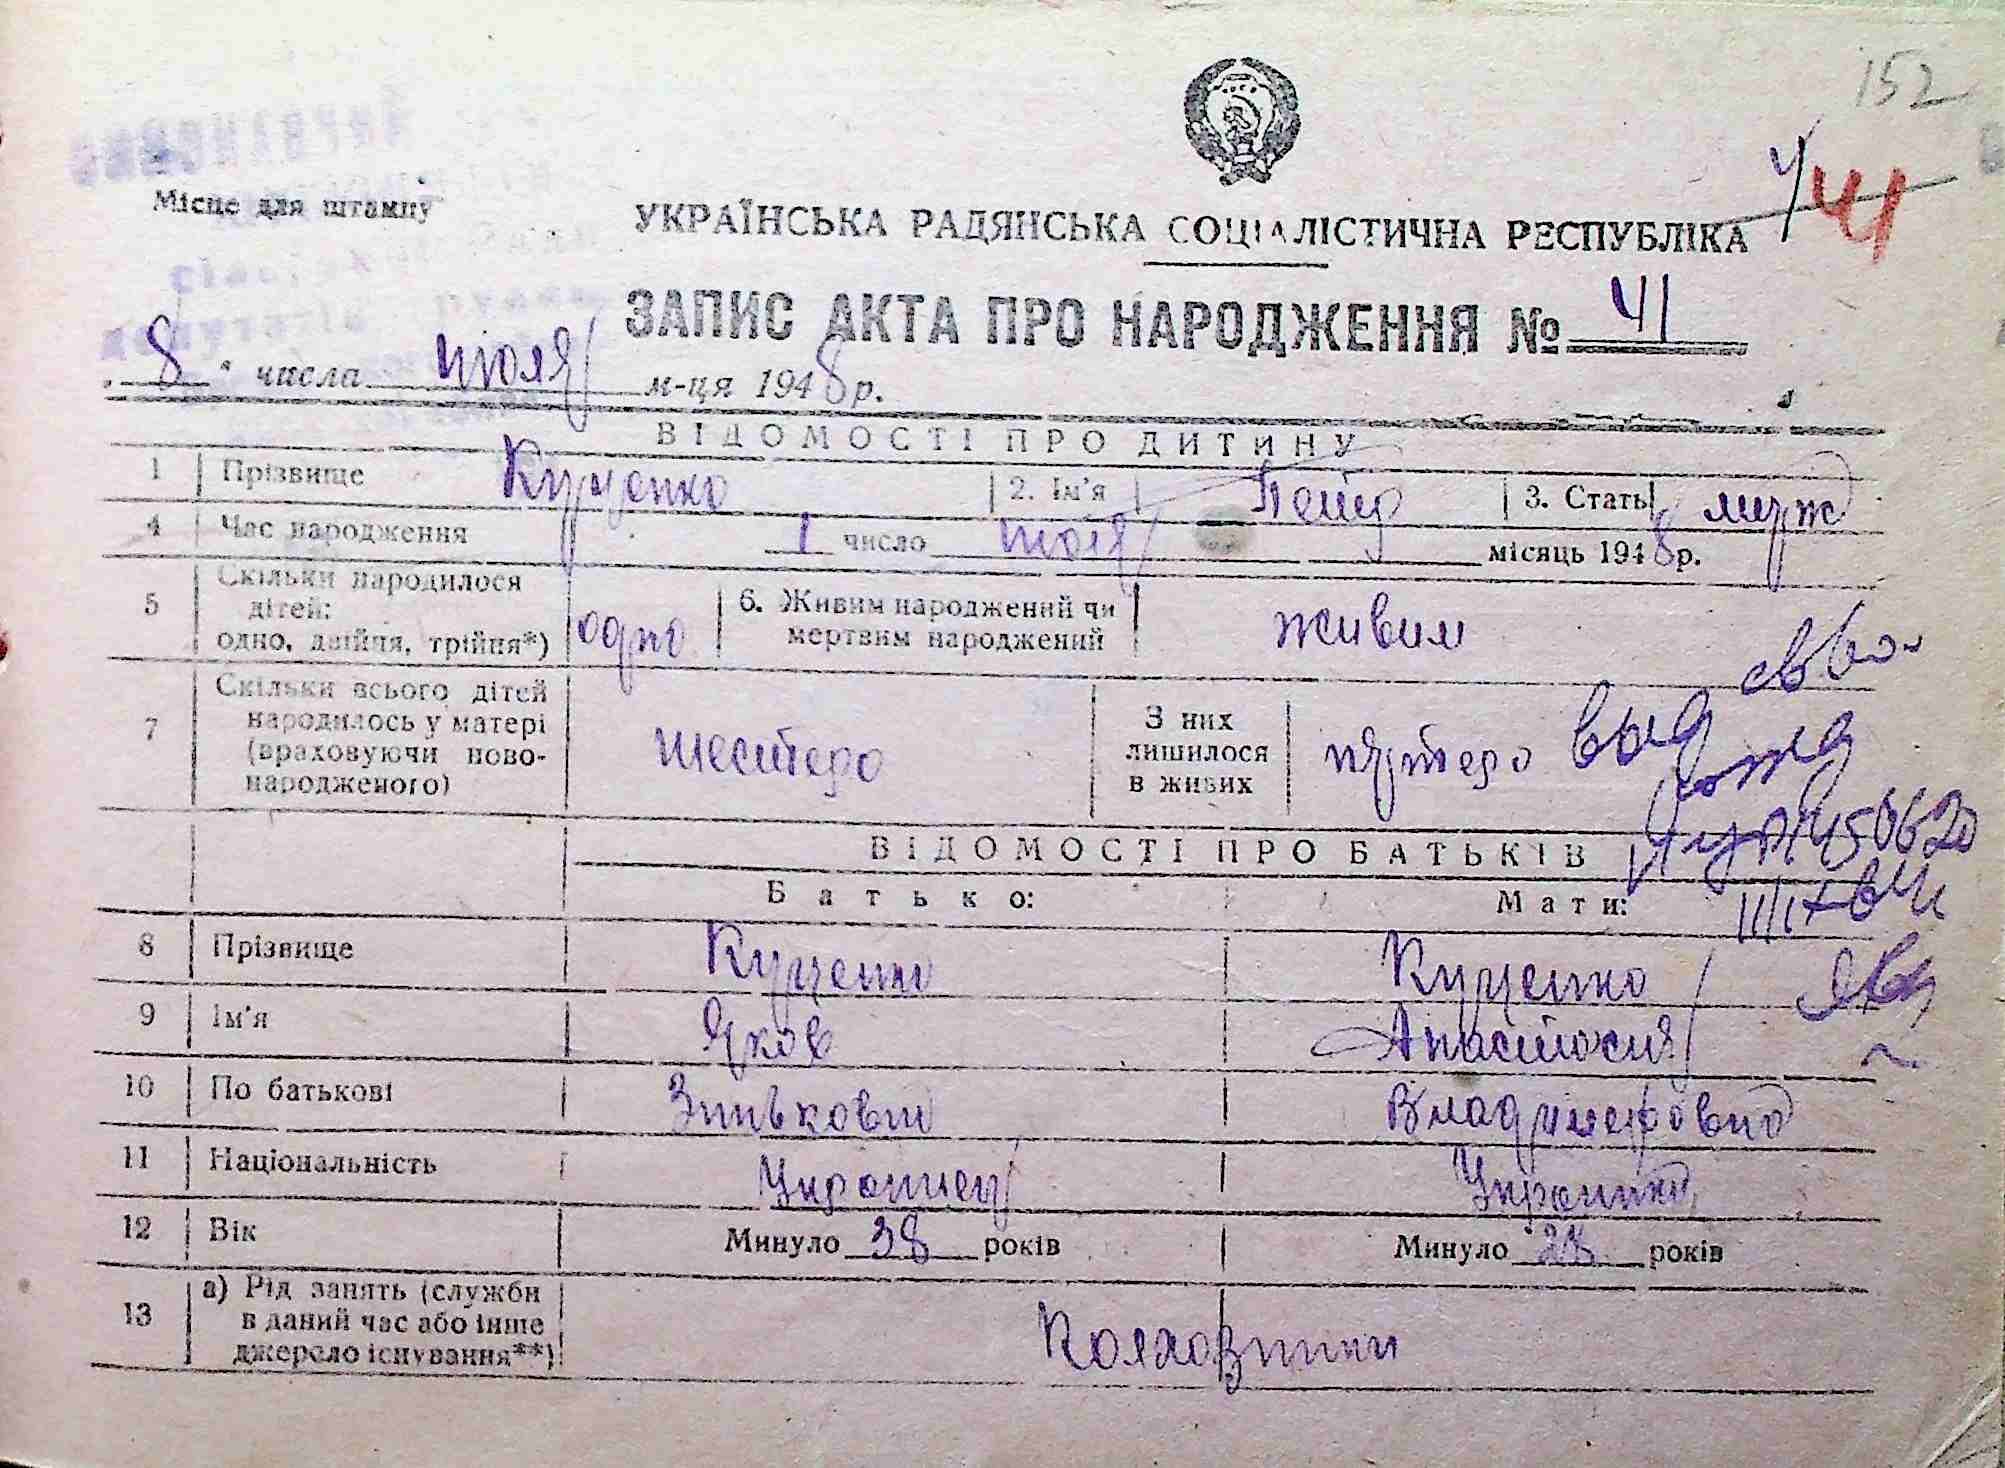 152
Місце для штампу
УКРАЇНСЬКА РАДЯНСЬКА СОЦІАЛІСТИЧНА РЕСПУБЛІКА
41
ЗАПИС АКТА ПРО НАРОДЖЕННЯ № 41
„8" числа июля м-ця 1948 р.
ВІДОМОСТІ ПРО ДИТИНУ
1 Прізвище Куценко 2. Ім'я Петр 3. Стать муж
4 Час народження 1 число июля місяць 1948 р.
5 Скільки народилося дітей: одно, двійня, трійня*) одно 6. Живим народжений чи мертвим народжений живим
7 Скільки всього дітей народилось у матері (враховуючи новонародженого) шестеро З них лишилося в живих пятеро
выд
ВІДОМОСТІ ПРО БАТЬКІВ
Батько: Мати:
8 Прізвище Куценко Куценко
9 Ім'я Яков Анастасия
10 По батькові Зинькович Владимировна
11 Національність Украинец Украинка
12 Вік Минуло 38 років Минуло років
13 а) Рід занять (служби в даний час або інше джерело існування**) Колхозники